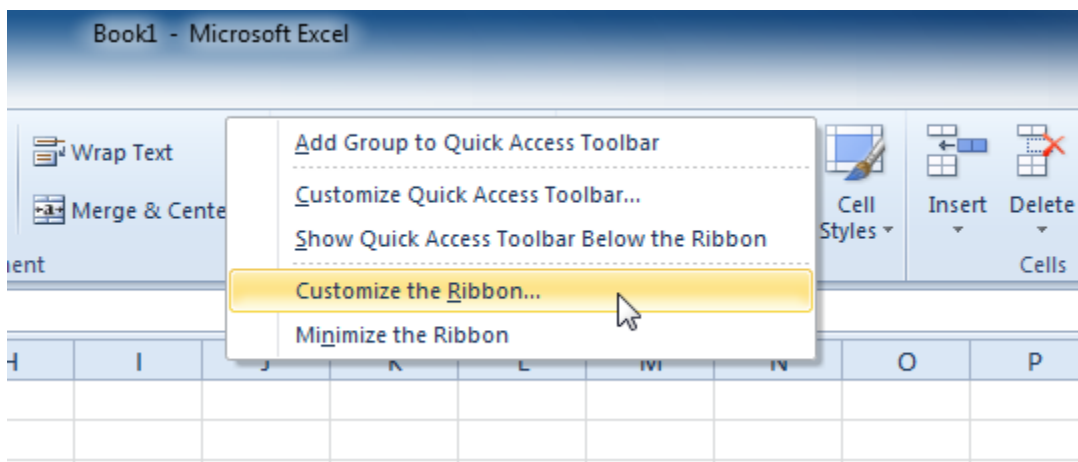 Book1 - Microsoft Excel
Wrap Text
Merge & Cente
nent
Add Group to Quick Access Toolbar
Customize Quick Access Toolbar...
Show Quick Access Toolbar Below the Ribbon
Customize the Ribbon...
Minimize the Ribbon
Cell
Styles
Insert
Delete
Cells
H I J K L M N O P